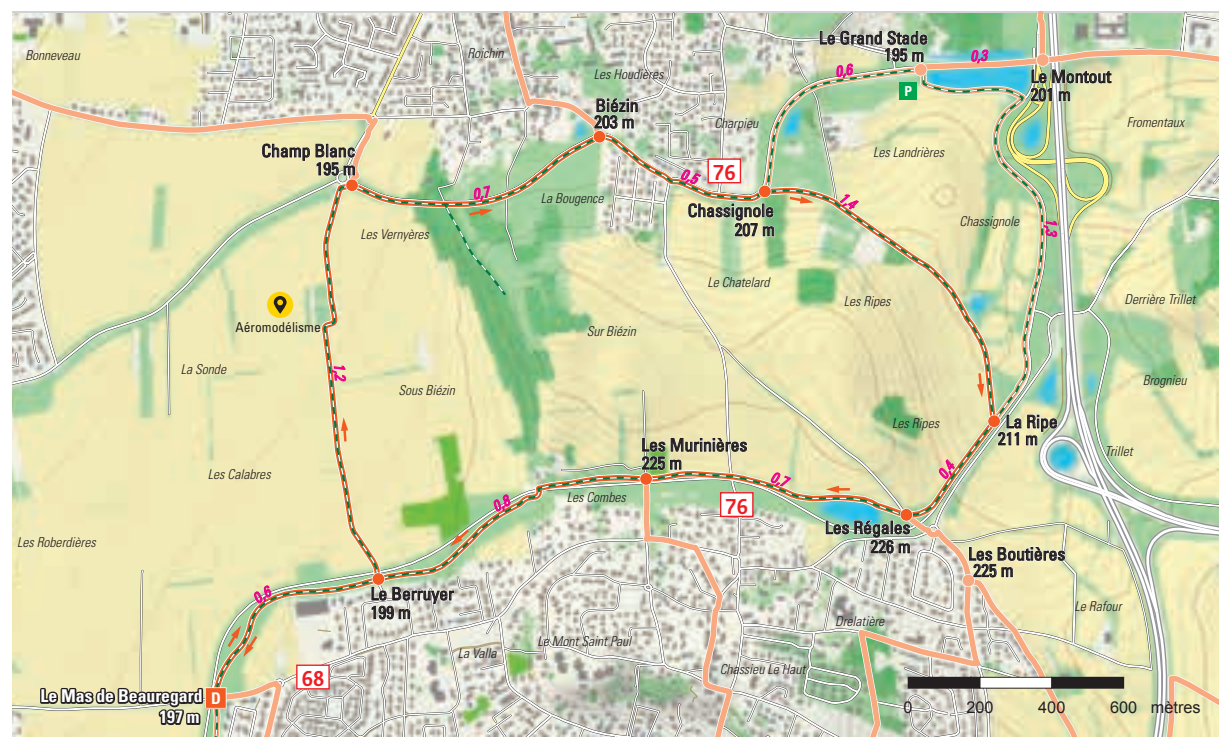 Bonneveau
Roichin
Les Houdières
Le Grand Stade
195 m
0,6
0,3
P
Le Montout
201 m
Biézin
203 m
Charpieu
Fromentaux
Champ Blanc
195 m
Les Landrières
0,5
76
0,7
La Bougence
Chassignole
207 m
1,4
Chassignole
1,3
Les Vernyères
Le Chatelard
Les Ripes
Derrière Trillet
Aéromodélisme
Sur Biézin
La Sonde
1,2
Sous Biézin
Brognieu
Les Ripes
La Ripe
211 m
Les Murinières
225 m
Trillet
Les Calabres
0,7
0,4
0,8
Les Combes
76
Les Régales
226 m
Les Roberdières
Les Boutières
225 m
0,6
Le Berruyer
199 m
Le Rafour
Drelatière
Le Mont Saint Paul
La Valla
Chassieu Le Haut
68
Le Mas de Beauregard
197 m
D
0 200 400 600 mètres